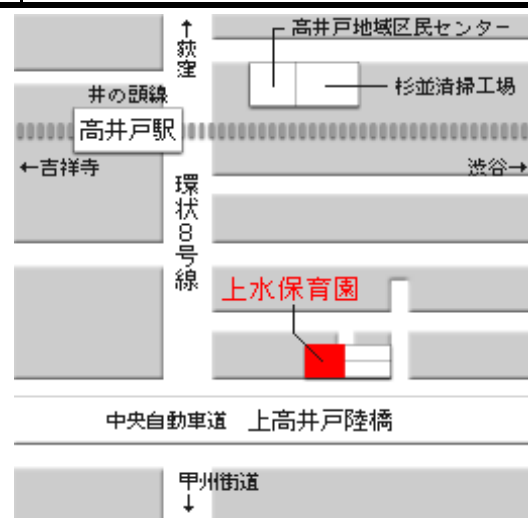 ↑
荻窪
高井戸地域区民センター
杉並清掃工場
井の頭線
高井戸駅
←吉祥寺
渋谷→
環状8号線
上水保育園
中央自動車道 上高井戸陸橋
甲州街道
↓